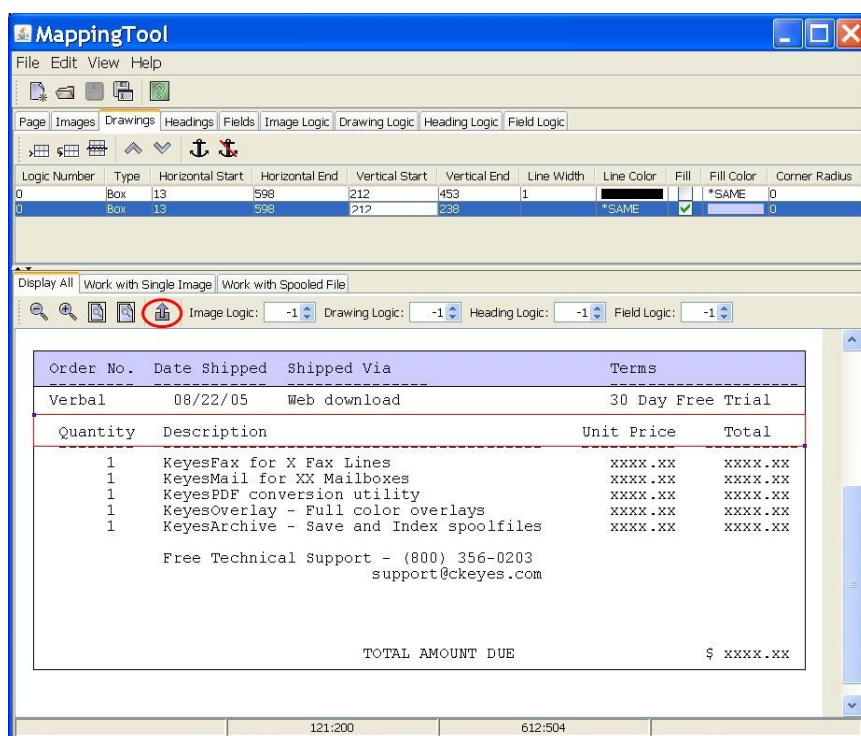 MappingTool
File Edit View Help
Page Images Drawings Headings Fields Image Logic Drawing Logic Heading Logic Field Logic
Logic Number Type Horizontal Start Horizontal End Vertical Start Vertical End Line Width Line Color Fill Fill Color Corner Radius
0 Box 13 598 212 453 1 *SAME 0
0 Box 13 598 212 238 *SAME 0
Display All Work with Single Image Work with Spooled File
Image Logic: -1 Drawing Logic: -1 Heading Logic: -1 Field Logic: -1
Order No. Date Shipped Shipped Via Terms
Verbal 08/22/05 Web download 30 Day Free Trial
Quantity Description Unit Price Total
1 KeyesFax for X Fax Lines xxxx.xx xxxx.xx
1 KeyesMail for XX Mailboxes xxxx.xx xxxx.xx
1 KeyesPDF conversion utility xxxx.xx xxxx.xx
1 KeyesOverlay - Full color overlays xxxx.xx xxxx.xx
1 KeyesArchive - Save and Index spoolfiles xxxx.xx xxxx.xx
Free Technical Support - (800) 356-0203
support@ckeyes.com
TOTAL AMOUNT DUE $ xxxx.xx
121:200 612:504